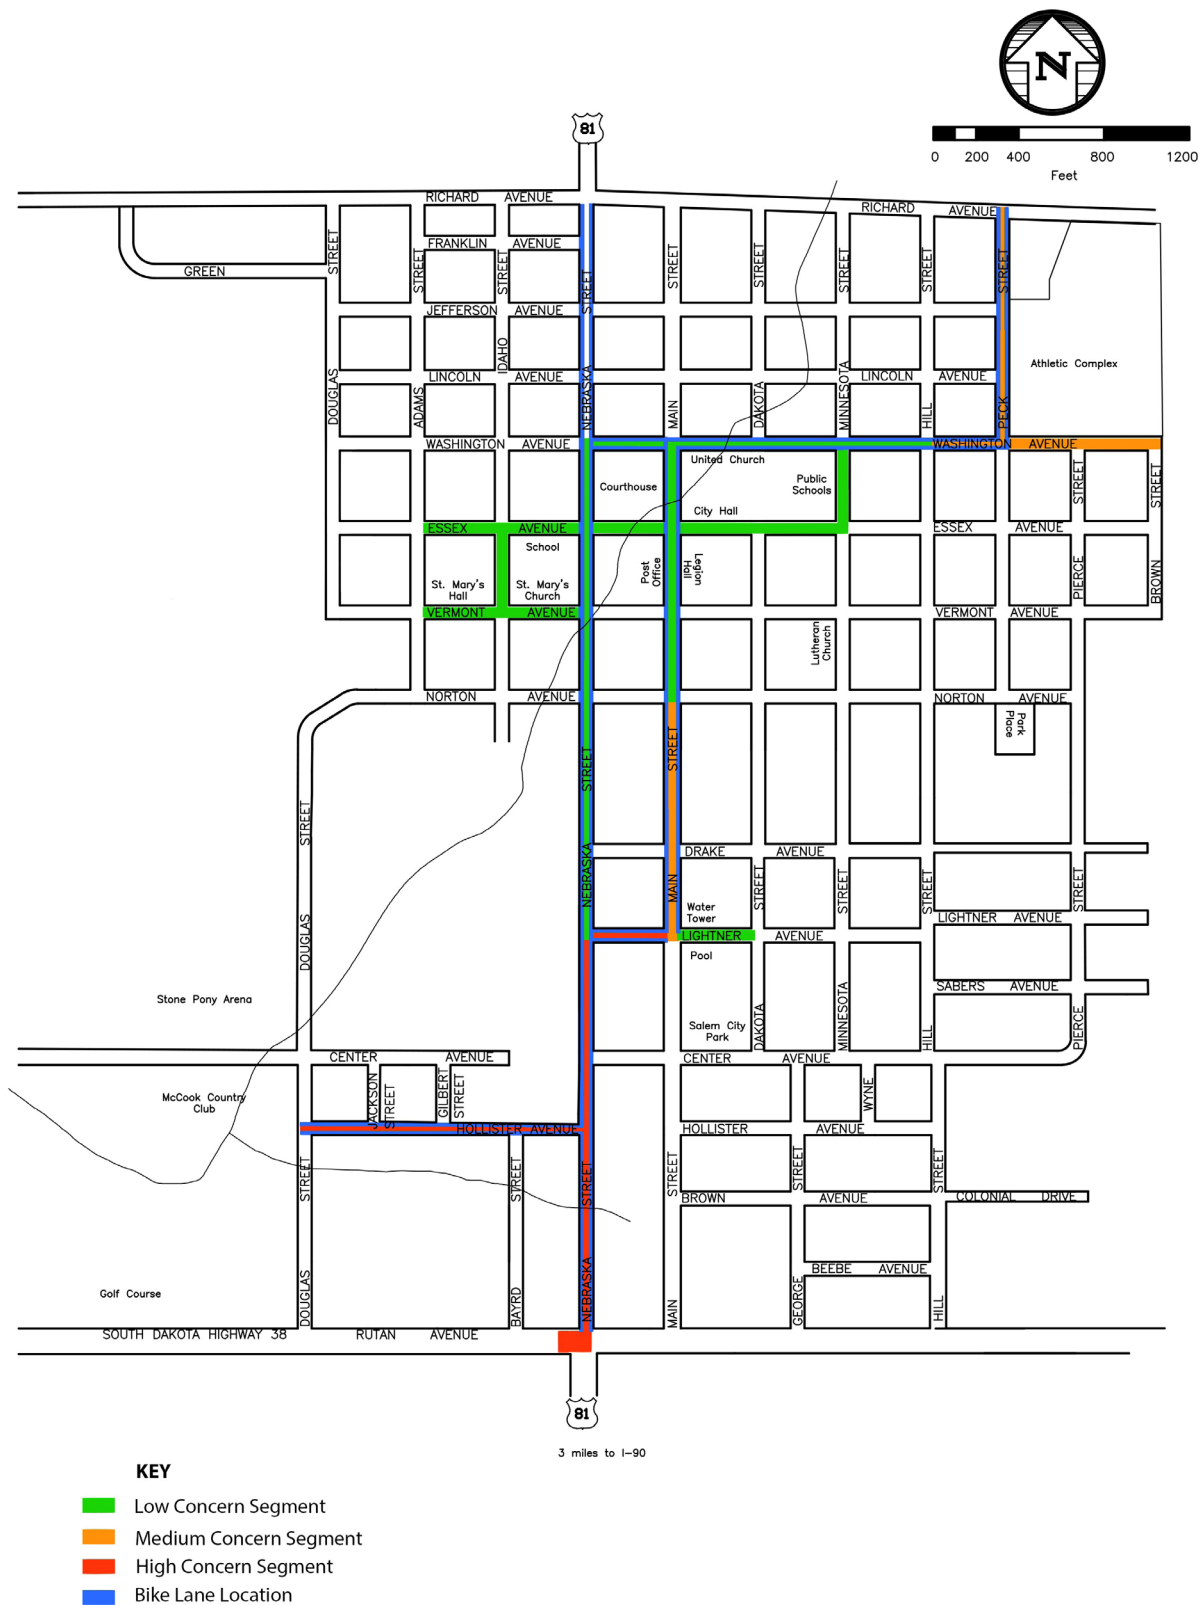 N
0 200 400 800 1200
Feet
81
RICHARD AVENUE
RICHARD AVENUE
FRANKLIN AVENUE
GREEN
STREET
STREET
STREET
STREET
STREET
STREET
STREET
STREET
STREET
JEFFERSON AVENUE
IDAHO
LINCOLN AVENUE
LINCOLN AVENUE
Athletic Complex
DOUGLAS
ADAMS
NEBRASKA
MAIN
DAKOTA
MINNESOTA
HILL
PECK
WASHINGTON AVENUE
WASHINGTON AVENUE
United Church
Courthouse
Public
Schools
City Hall
STREET
STREET
ESSEX AVENUE
ESSEX AVENUE
School
St. Mary's
Hall
St. Mary's
Church
Post
Office
Legion
Hall
PIERCE
BROWN
VERMONT AVENUE
VERMONT AVENUE
Lutheran
Church
NORTON AVENUE
NORTON AVENUE
Park
Place
STREET
STREET
STREET
DRAKE AVENUE
NEBRASKA
MAIN
STREET
STREET
STREET
STREET
Water
Tower
LIGHTNER AVENUE
LIGHTNER AVENUE
DOUGLAS
Pool
SABERS AVENUE
Stone Pony Arena
Salem City
Park
DAKOTA
MINNESOTA
HILL
PIERCE
CENTER AVENUE
CENTER AVENUE
McCook Country
Club
JACKSON
STREET
GILBERT
STREET
WYNE
HOLLISTER AVENUE
HOLLISTER AVENUE
STREET
STREET
STREET
STREET
STREET
STREET
BROWN AVENUE
COLONIAL DRIVE
BEEBE AVENUE
Golf Course
DOUGLAS
BAYRD
NEBRASKA
MAIN
GEORGE
HILL
SOUTH DAKOTA HIGHWAY 38
RUTAN AVENUE
81
3 miles to I-90
KEY
Low Concern Segment
Medium Concern Segment
High Concern Segment
Bike Lane Location